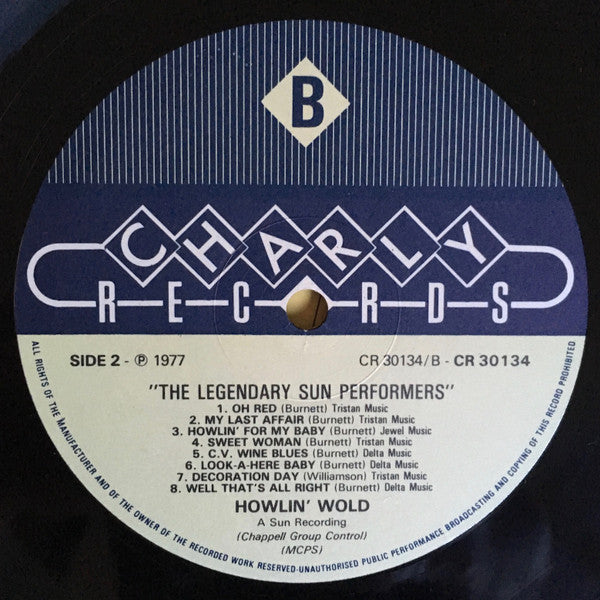 B
CHARLY
RECORDS
SIDE 2 - ℗ 1977
CR 30134/B - CR 30134
"THE LEGENDARY SUN PERFORMERS"
1. OH RED (Burnett) Tristan Music
2. MY LAST AFFAIR (Burnett) Tristan Music
3. HOWLIN' FOR MY BABY (Burnett) Jewel Music
4. SWEET WOMAN (Burnett) Tristan Music
5. C.V. WINE BLUES (Burnett) Delta Music
6. LOOK-A-HERE BABY (Burnett) Delta Music
7. DECORATION DAY (Williamson) Tristan Music
8. WELL THAT'S ALL RIGHT (Burnett) Delta Music
HOWLIN' WOLD
A Sun Recording
(Chappell Group Control)
(MCPS)
ALL RIGHTS OF THE MANUFACTURER AND OF THE OWNER OF THE RECORDED WORK RESERVED-UNAUTHORISED PUBLIC PERFORMANCE BROADCASTING AND COPYING OF THIS RECORD PROHIBITED